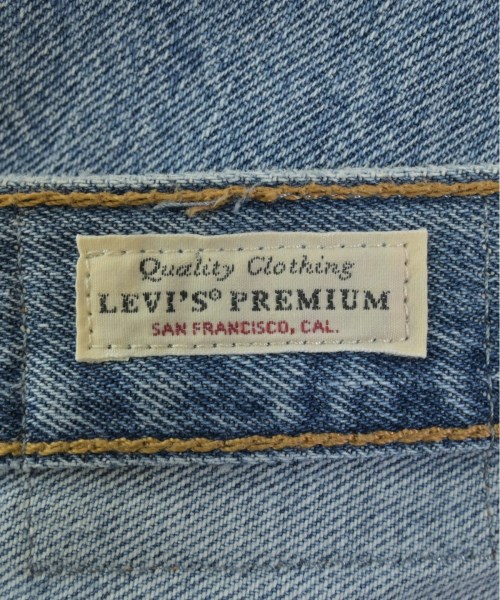 Quality Clothing
LEVI'S® PREMIUM
SAN FRANCISCO, CAL.